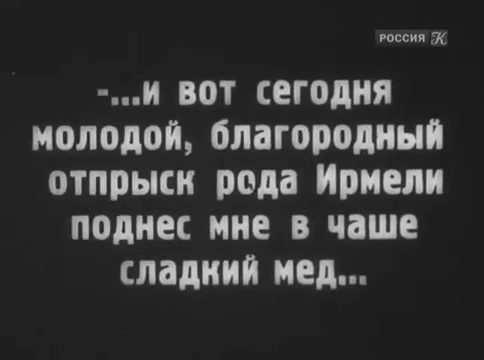 РОССИЯ К
-...и вот сегодня
молодой, благородный
отпрыск рода Ирмели
поднес мне в чаше
сладкий мед...